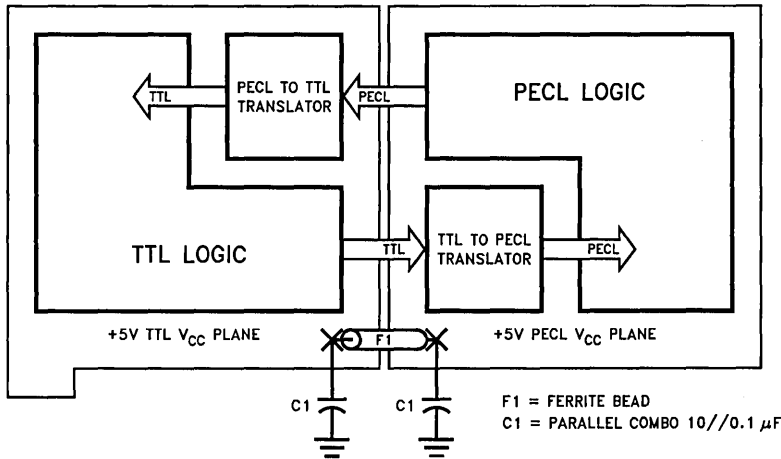 PECL TO TTL
TRANSLATOR
TTL
PECL
PECL LOGIC
TTL LOGIC
TTL
TTL TO PECL
TRANSLATOR
PECL
+5V TTL VCC PLANE
F1
+5V PECL VCC PLANE
C1
C1
F1 = FERRITE BEAD
C1 = PARALLEL COMBO 10//0.1 μF